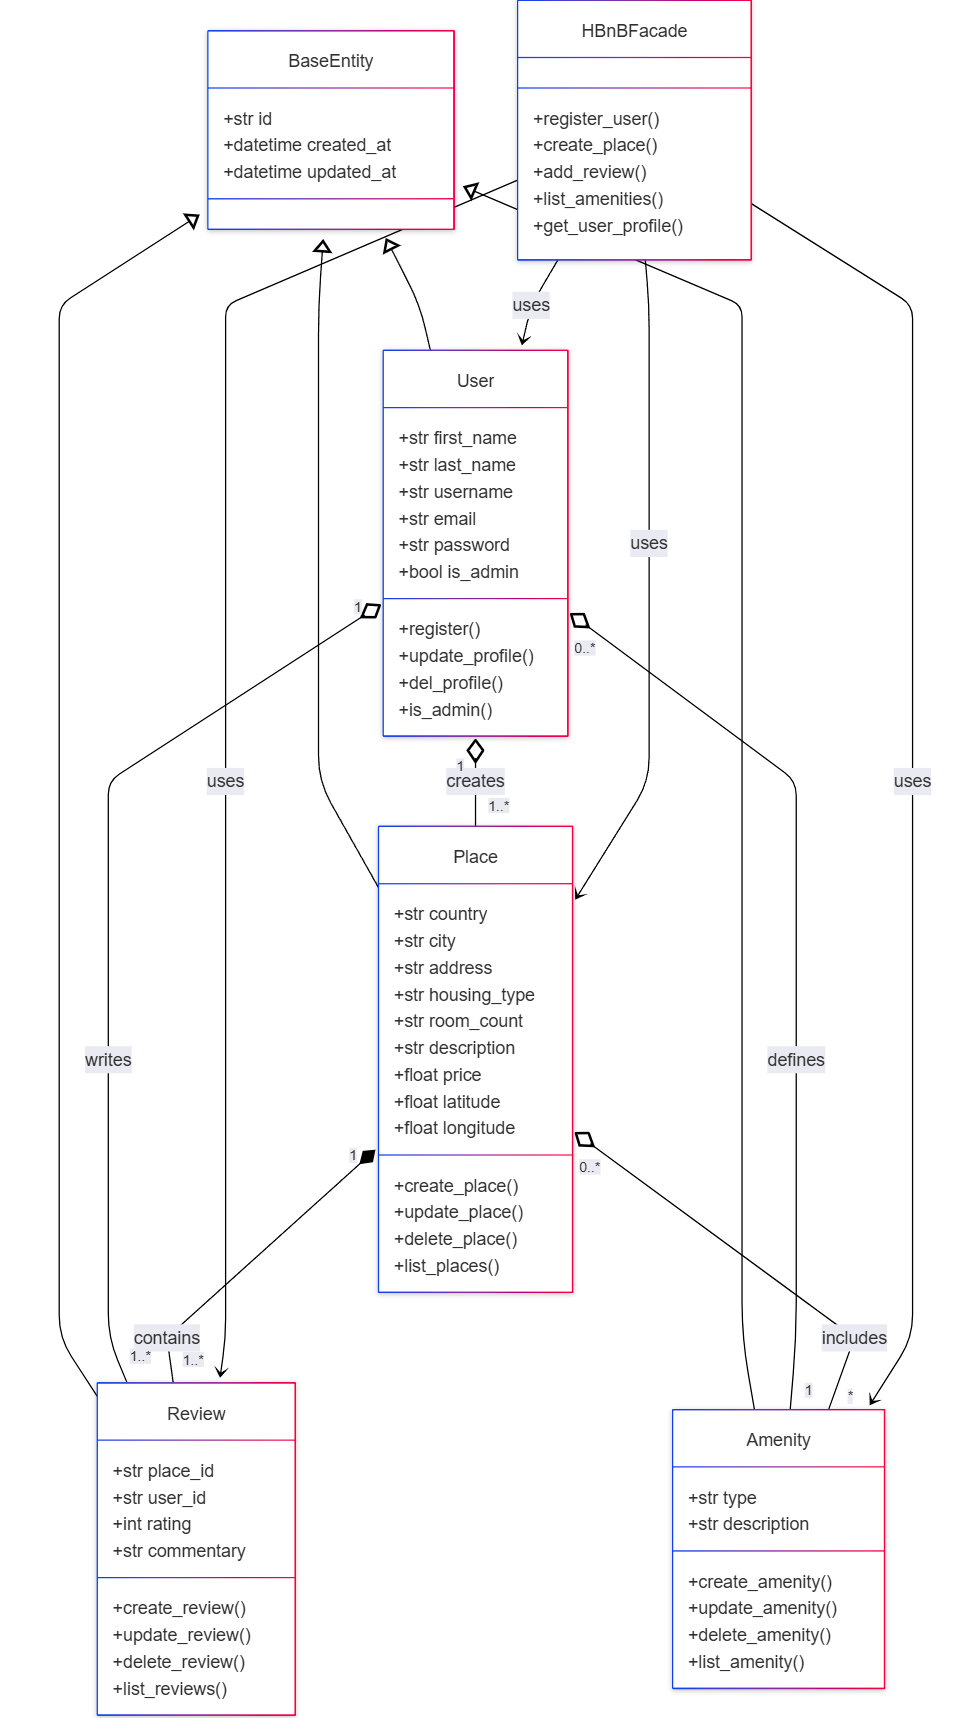 BaseEntity
+str id
+datetime created_at
+datetime updated_at
HBnBFacade
+register_user()
+create_place()
+add_review()
+list_amenities()
+get_user_profile()
uses
User
+str first_name
+str last_name
+str username
+str email
+str password
+bool is_admin
+register()
+update_profile()
+del_profile()
+is_admin()
uses
1
0..*
uses
1
creates
1..*
uses
Place
+str country
+str city
+str address
+str housing_type
+str room_count
+str description
+float price
+float latitude
+float longitude
+create_place()
+update_place()
+delete_place()
+list_places()
writes
defines
1
0..*
contains
1..*
1..*
includes
1
*
Review
+str place_id
+str user_id
+int rating
+str commentary
+create_review()
+update_review()
+delete_review()
+list_reviews()
Amenity
+str type
+str description
+create_amenity()
+update_amenity()
+delete_amenity()
+list_amenity()